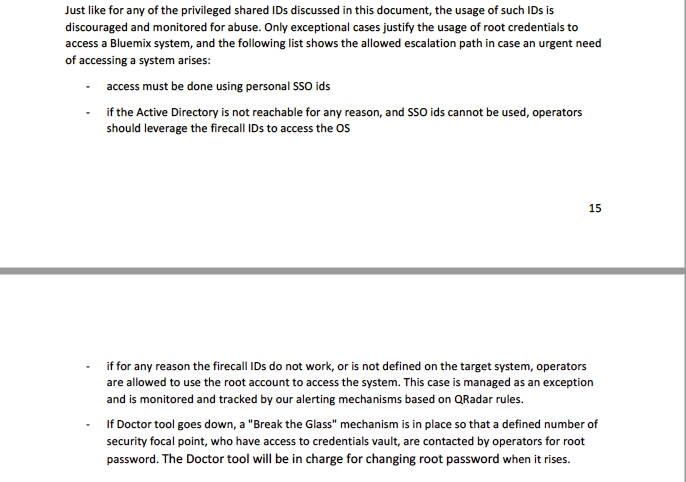 Just like for any of the privileged shared IDs discussed in this document, the usage of such IDs is
discouraged and monitored for abuse. Only exceptional cases justify the usage of root credentials to
access a Bluemix system, and the following list shows the allowed escalation path in case an urgent need
of accessing a system arises:
- access must be done using personal SSO ids
- if the Active Directory is not reachable for any reason, and SSO ids cannot be used, operators
should leverage the firecall IDs to access the OS
15
- if for any reason the firecall IDs do not work, or is not defined on the target system, operators
are allowed to use the root account to access the system. This case is managed as an exception
and is monitored and tracked by our alerting mechanisms based on QRadar rules.
- If Doctor tool goes down, a "Break the Glass" mechanism is in place so that a defined number of
security focal point, who have access to credentials vault, are contacted by operators for root
password. The Doctor tool will be in charge for changing root password when it rises.